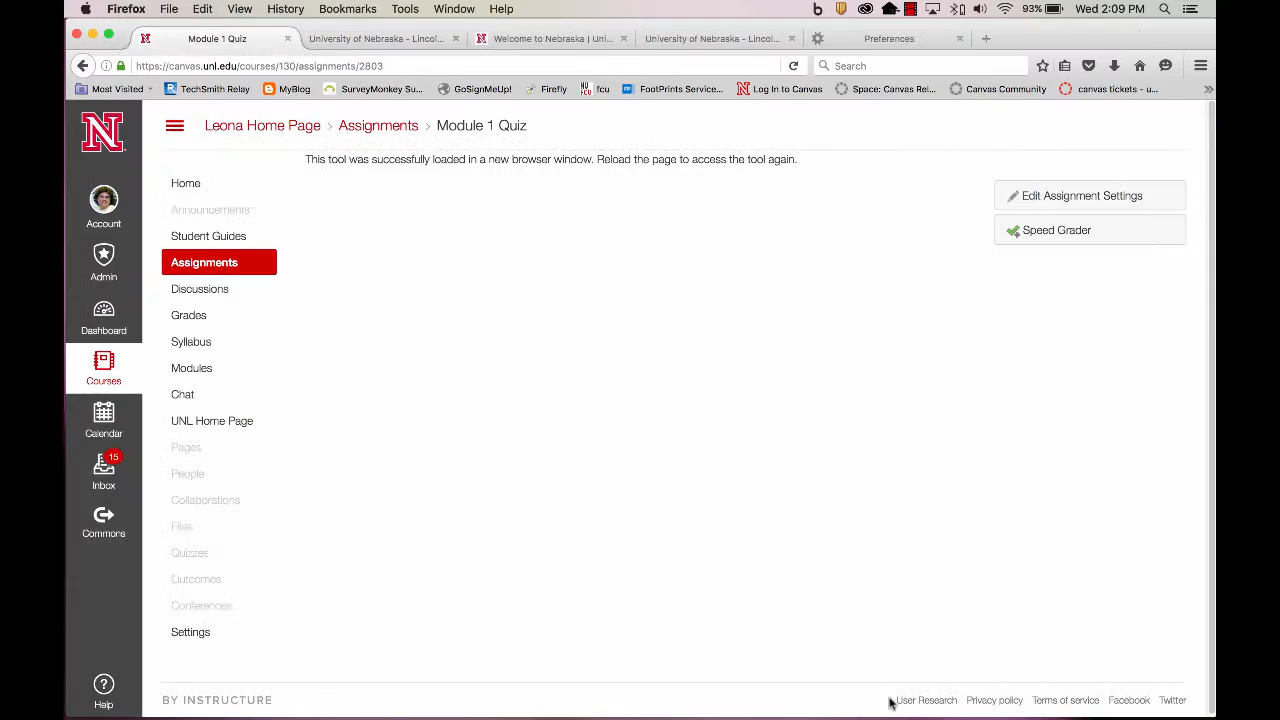 Firefox File Edit View History Bookmarks Tools Window Help 93% Wed 2:09 PM
Module 1 Quiz University of Nebraska - Lincol... Welcome to Nebraska | Uni... University of Nebraska - Lincol... Preferences
https://canvas.unl.edu/courses/130/assignments/2803 Search
Most Visited TechSmith Relay MyBlog SurveyMonkey Su... GoSignMeUp! Firefly fcu FootPrints Service... Log In to Canvas Space: Canvas Rel... Canvas Community canvas tickets - u...
Leona Home Page > Assignments > Module 1 Quiz
This tool was successfully loaded in a new browser window. Reload the page to access the tool again.
Edit Assignment Settings
Speed Grader
N
Account
Admin
Dashboard
Courses
Calendar
15
Inbox
Commons
Help
Home
Announcements
Student Guides
Assignments
Discussions
Grades
Syllabus
Modules
Chat
UNL Home Page
Pages
People
Collaborations
Files
Quizzes
Outcomes
Conferences
Settings
BY INSTRUCTURE
User Research Privacy policy Terms of service Facebook Twitter